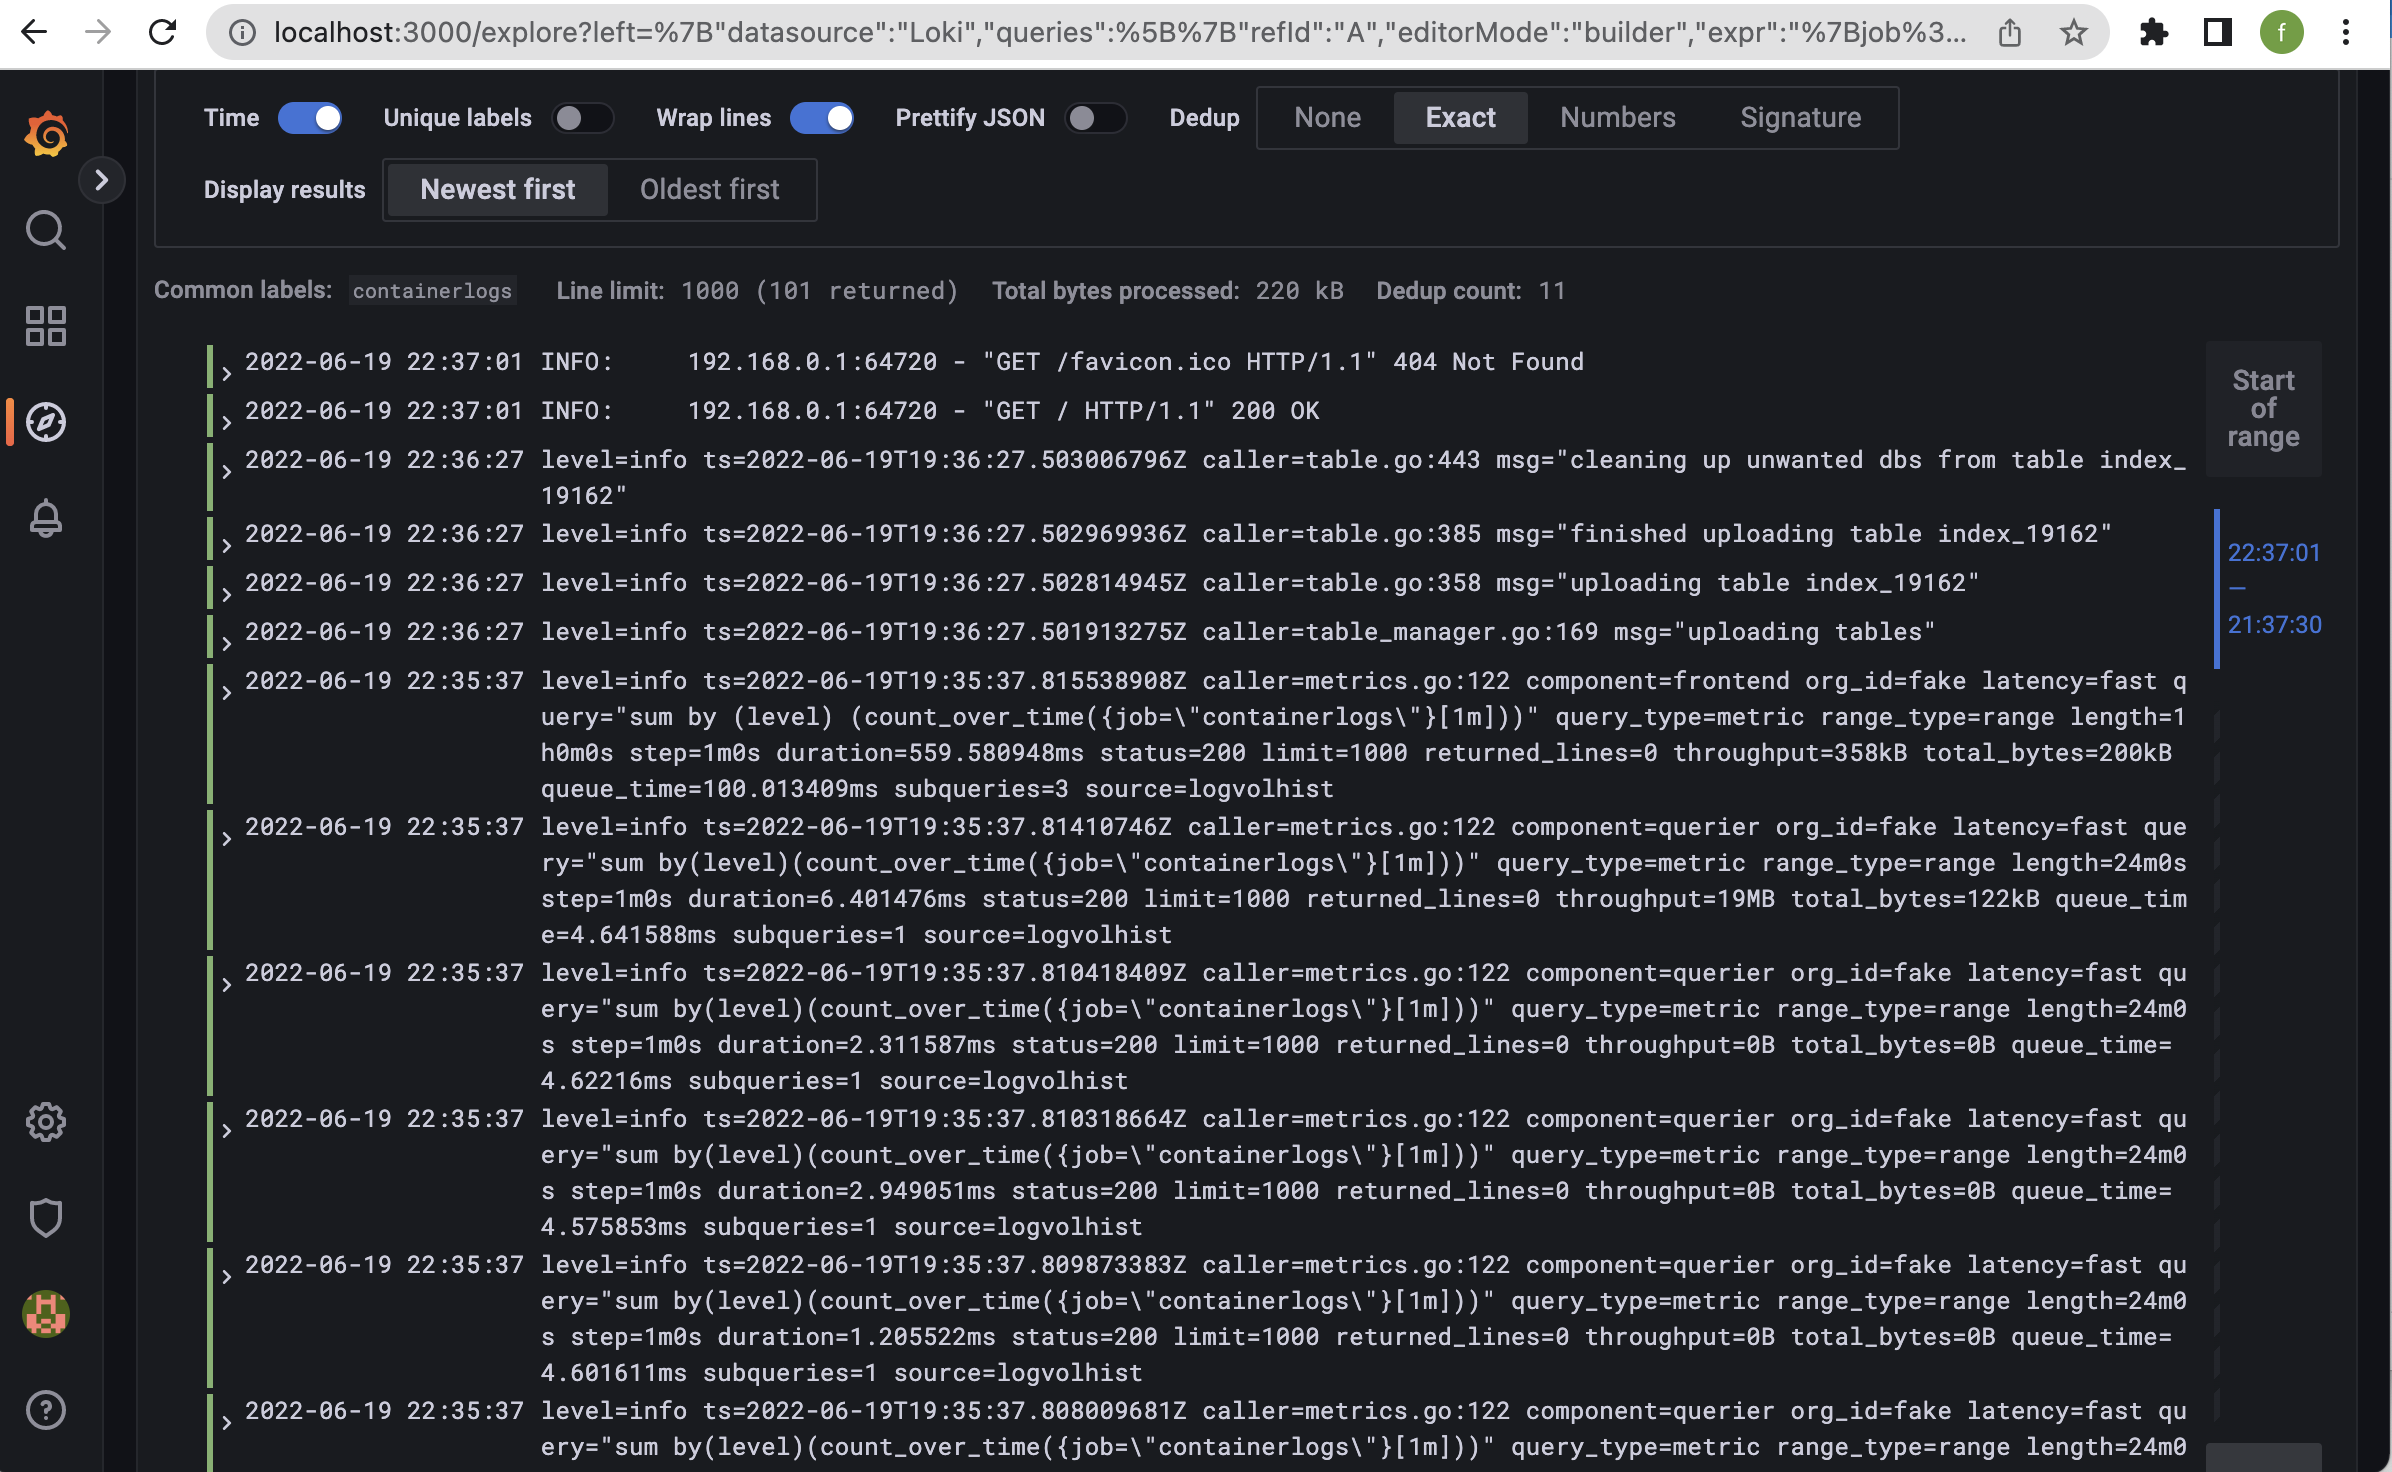 localhost:3000/explore?left=%7B"datasource":"Loki","queries":%5B%7B"refId":"A","editorMode":"builder","expr":"%7Bjob%3...
f
Time Unique labels Wrap lines Prettify JSON Dedup None Exact Numbers Signature
Display results Newest first Oldest first
Common labels: containerlogs Line limit: 1000 (101 returned) Total bytes processed: 220 kB Dedup count: 11
2022-06-19 22:37:01 INFO: 192.168.0.1:64720 - "GET /favicon.ico HTTP/1.1" 404 Not Found
2022-06-19 22:37:01 INFO: 192.168.0.1:64720 - "GET / HTTP/1.1" 200 OK
2022-06-19 22:36:27 level=info ts=2022-06-19T19:36:27.503006796Z caller=table.go:443 msg="cleaning up unwanted dbs from table index_
19162"
2022-06-19 22:36:27 level=info ts=2022-06-19T19:36:27.502969936Z caller=table.go:385 msg="finished uploading table index_19162"
2022-06-19 22:36:27 level=info ts=2022-06-19T19:36:27.502814945Z caller=table.go:358 msg="uploading table index_19162"
2022-06-19 22:36:27 level=info ts=2022-06-19T19:36:27.501913275Z caller=table_manager.go:169 msg="uploading tables"
2022-06-19 22:35:37 level=info ts=2022-06-19T19:35:37.815538908Z caller=metrics.go:122 component=frontend org_id=fake latency=fast q
uery="sum by (level) (count_over_time({job=\"containerlogs\"}[1m]))" query_type=metric range_type=range length=1
h0m0s step=1m0s duration=559.580948ms status=200 limit=1000 returned_lines=0 throughput=358kB total_bytes=200kB
queue_time=100.013409ms subqueries=3 source=logvolhist
2022-06-19 22:35:37 level=info ts=2022-06-19T19:35:37.81410746Z caller=metrics.go:122 component=querier org_id=fake latency=fast que
ry="sum by(level)(count_over_time({job=\"containerlogs\"}[1m]))" query_type=metric range_type=range length=24m0s
step=1m0s duration=6.401476ms status=200 limit=1000 returned_lines=0 throughput=19MB total_bytes=122kB queue_tim
e=4.641588ms subqueries=1 source=logvolhist
2022-06-19 22:35:37 level=info ts=2022-06-19T19:35:37.810418409Z caller=metrics.go:122 component=querier org_id=fake latency=fast qu
ery="sum by(level)(count_over_time({job=\"containerlogs\"}[1m]))" query_type=metric range_type=range length=24m0
s step=1m0s duration=2.311587ms status=200 limit=1000 returned_lines=0 throughput=0B total_bytes=0B queue_time=
4.62216ms subqueries=1 source=logvolhist
2022-06-19 22:35:37 level=info ts=2022-06-19T19:35:37.810318664Z caller=metrics.go:122 component=querier org_id=fake latency=fast qu
ery="sum by(level)(count_over_time({job=\"containerlogs\"}[1m]))" query_type=metric range_type=range length=24m0
s step=1m0s duration=2.949051ms status=200 limit=1000 returned_lines=0 throughput=0B total_bytes=0B queue_time=
4.575853ms subqueries=1 source=logvolhist
2022-06-19 22:35:37 level=info ts=2022-06-19T19:35:37.809873383Z caller=metrics.go:122 component=querier org_id=fake latency=fast qu
ery="sum by(level)(count_over_time({job=\"containerlogs\"}[1m]))" query_type=metric range_type=range length=24m0
s step=1m0s duration=1.205522ms status=200 limit=1000 returned_lines=0 throughput=0B total_bytes=0B queue_time=
4.601611ms subqueries=1 source=logvolhist
2022-06-19 22:35:37 level=info ts=2022-06-19T19:35:37.808009681Z caller=metrics.go:122 component=querier org_id=fake latency=fast qu
ery="sum by(level)(count_over_time({job=\"containerlogs\"}[1m]))" query_type=metric range_type=range length=24m0
Start
of
range
22:37:01
—
21:37:30